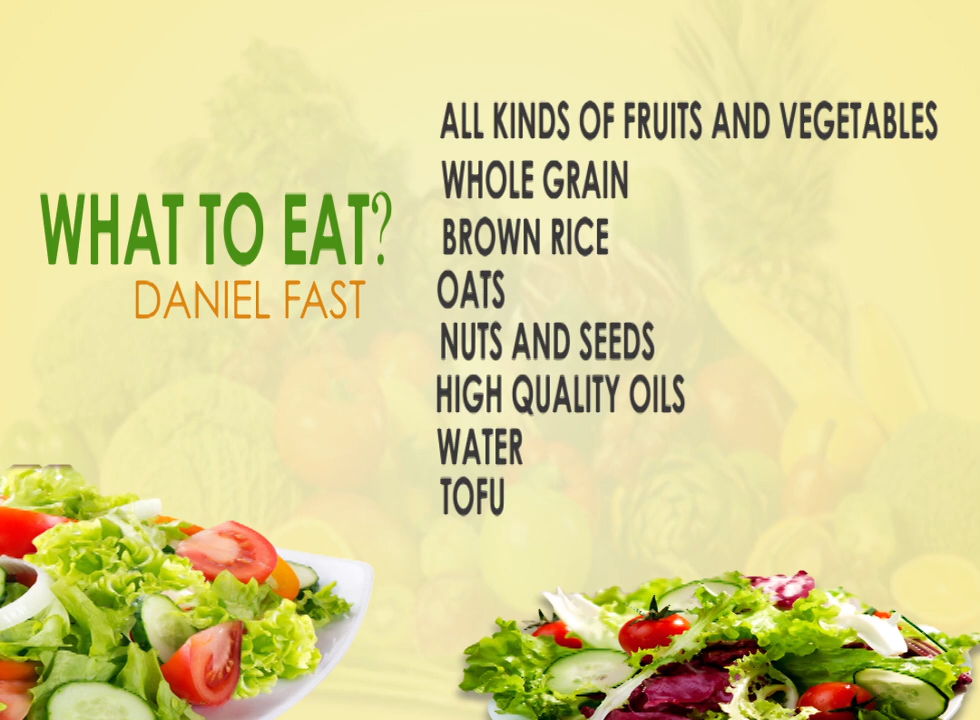 WHAT TO EAT?
DANIEL FAST
ALL KINDS OF FRUITS AND VEGETABLES
WHOLE GRAIN
BROWN RICE
OATS
NUTS AND SEEDS
HIGH QUALITY OILS
WATER
TOFU